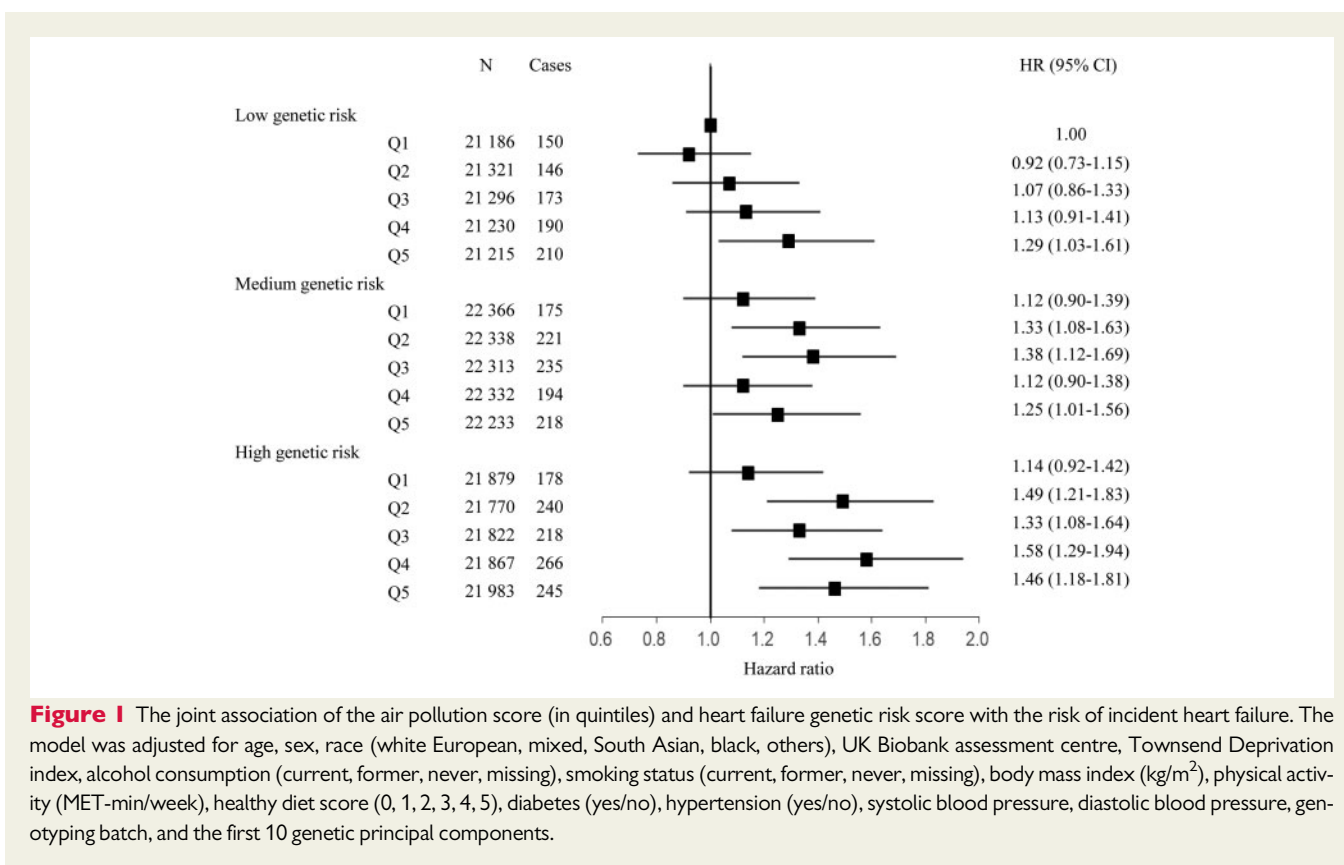 N Cases HR (95% CI)
Low genetic risk
Q1 21 186 150 1.00
Q2 21 321 146 0.92 (0.73-1.15)
Q3 21 296 173 1.07 (0.86-1.33)
Q4 21 230 190 1.13 (0.91-1.41)
Q5 21 215 210 1.29 (1.03-1.61)
Medium genetic risk
Q1 22 366 175 1.12 (0.90-1.39)
Q2 22 338 221 1.33 (1.08-1.63)
Q3 22 313 235 1.38 (1.12-1.69)
Q4 22 332 194 1.12 (0.90-1.38)
Q5 22 233 218 1.25 (1.01-1.56)
High genetic risk
Q1 21 879 178 1.14 (0.92-1.42)
Q2 21 770 240 1.49 (1.21-1.83)
Q3 21 822 218 1.33 (1.08-1.64)
Q4 21 867 266 1.58 (1.29-1.94)
Q5 21 983 245 1.46 (1.18-1.81)
0.6 0.8 1.0 1.2 1.4 1.6 1.8 2.0
Hazard ratio
Figure 1 The joint association of the air pollution score (in quintiles) and heart failure genetic risk score with the risk of incident heart failure. The
model was adjusted for age, sex, race (white European, mixed, South Asian, black, others), UK Biobank assessment centre, Townsend Deprivation
index, alcohol consumption (current, former, never, missing), smoking status (current, former, never, missing), body mass index (kg/m²), physical activ-
ity (MET-min/week), healthy diet score (0, 1, 2, 3, 4, 5), diabetes (yes/no), hypertension (yes/no), systolic blood pressure, diastolic blood pressure, gen-
otyping batch, and the first 10 genetic principal components.